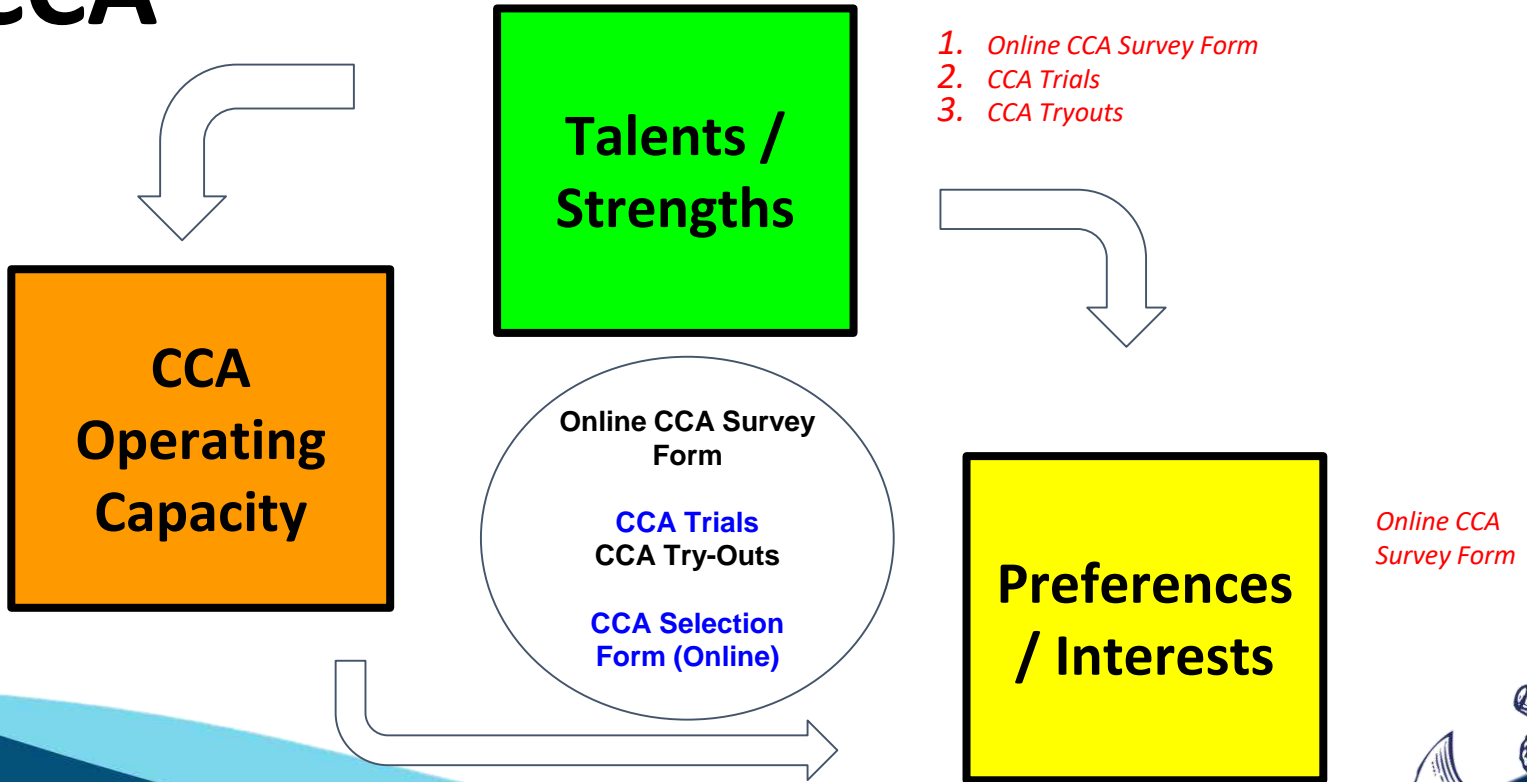 CCA
1. Online CCA Survey Form
2. CCA Trials
3. CCA Tryouts
Talents /
Strengths
CCA
Operating
Capacity
Online CCA Survey
Form
CCA Trials
CCA Try-Outs
CCA Selection
Form (Online)
Preferences
/ Interests
Online CCA
Survey Form